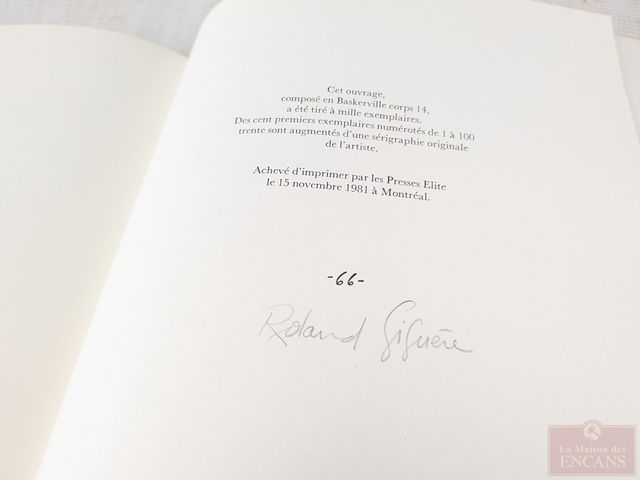 Cet ouvrage,
composé en Baskerville corps 14,
a été tiré à mille exemplaires.
Des cent premiers exemplaires numérotés de 1 à 100
trente sont augmentés d'une sérigraphie originale
de l'artiste.
Achevé d'imprimer par les Presses Elite
le 15 novembre 1981 à Montréal.
-66-
Roland Giguère
La Maison des
ENCANS